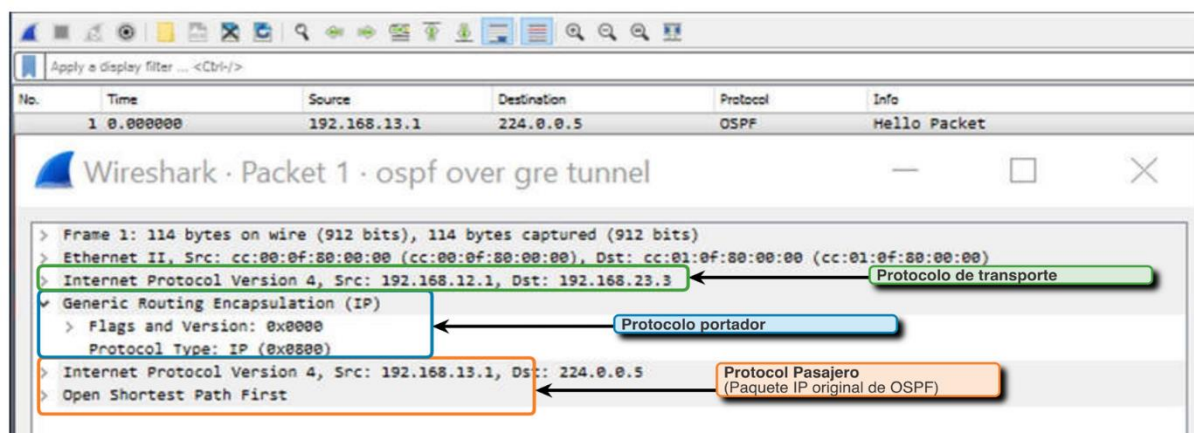 Apply a display filter ... <Ctrl-/>
No. Time Source Destination Protocol Info
1 0.000000 192.168.13.1 224.0.0.5 OSPF Hello Packet
Wireshark · Packet 1 · ospf over gre tunnel
> Frame 1: 114 bytes on wire (912 bits), 114 bytes captured (912 bits)
> Ethernet II, Src: cc:00:0f:80:00:00 (cc:00:0f:80:00:00), Dst: cc:01:0f:80:00:00 (cc:01:0f:80:00:00)
> Internet Protocol Version 4, Src: 192.168.12.1, Dst: 192.168.23.3
Protocolo de transporte
Generic Routing Encapsulation (IP)
> Flags and Version: 0x0000
Protocolo portador
Protocol Type: IP (0x0800)
> Internet Protocol Version 4, Src: 192.168.13.1, Dst: 224.0.0.5
Protocol Pasajero
(Paquete IP original de OSPF)
> Open Shortest Path First